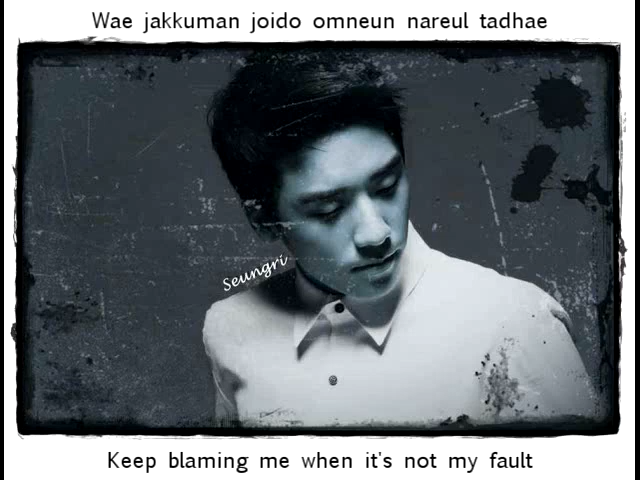 Wae jakkuman joido omneun nareul tadhae
Seungri
Keep blaming me when it's not my fault